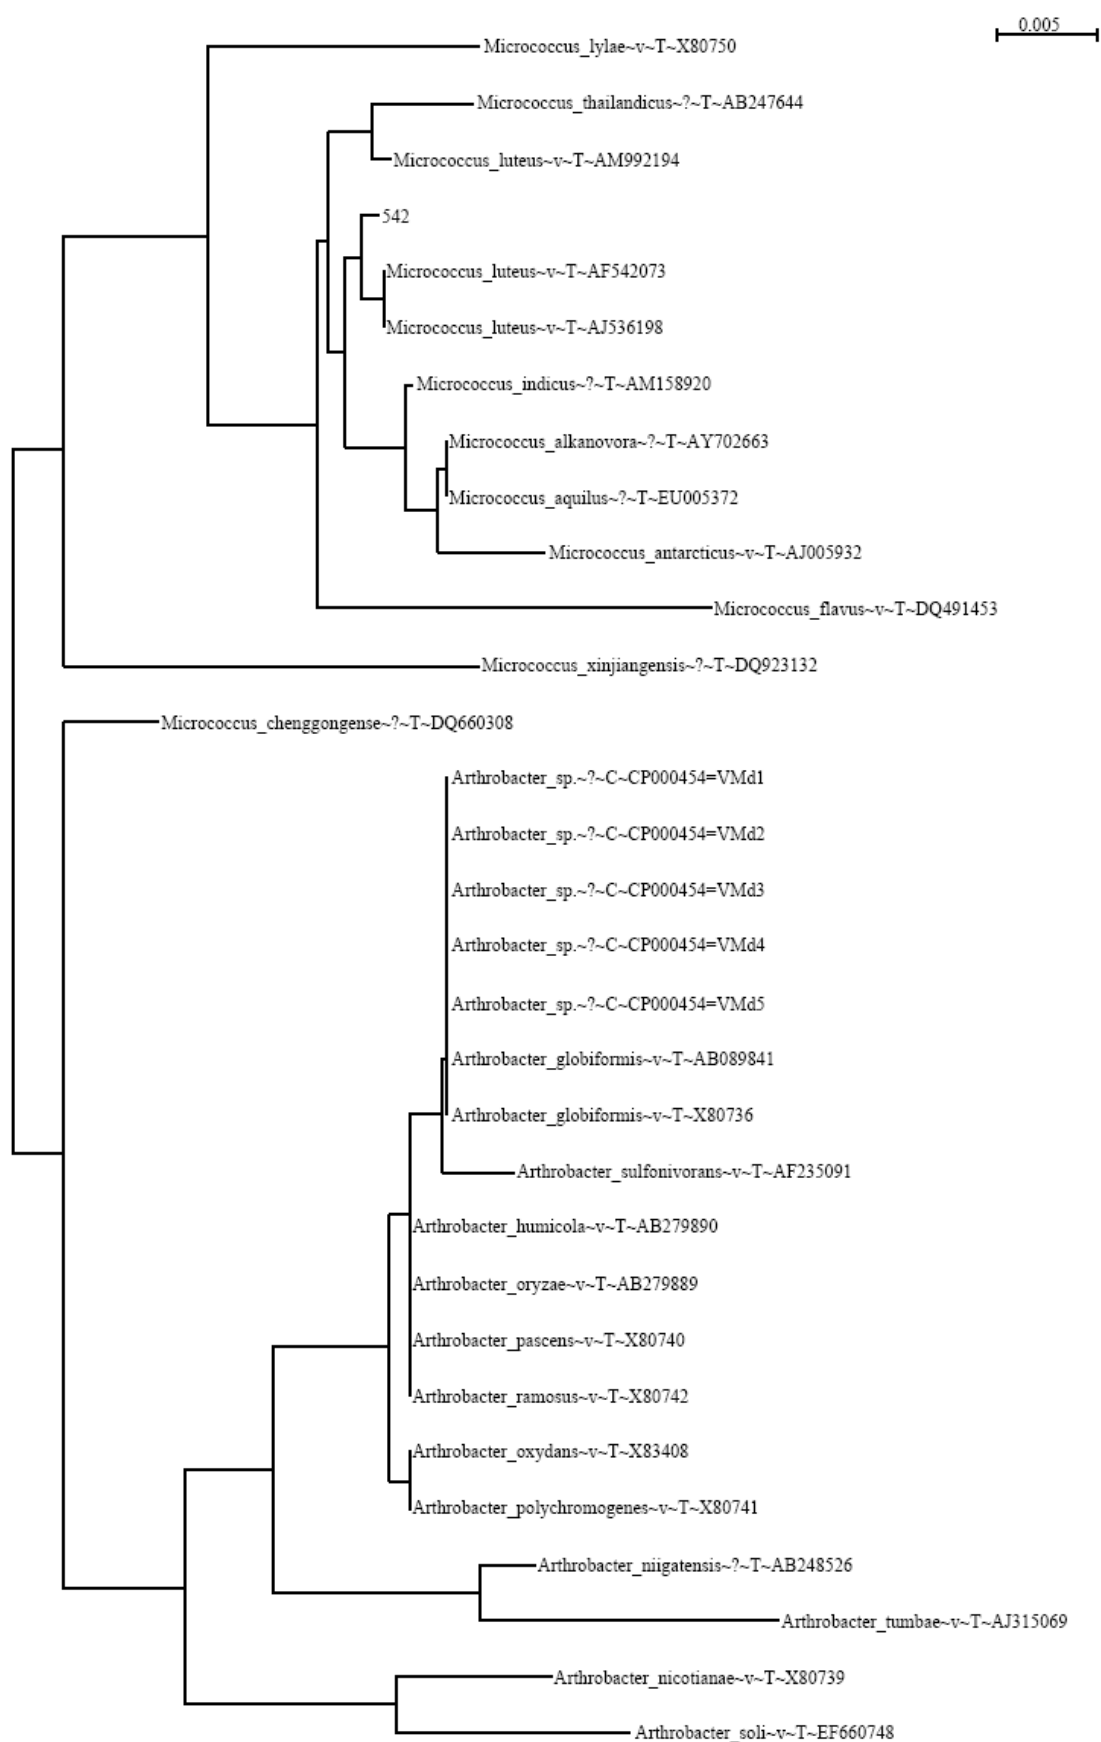 0.005
Micrococcus_lylae~v~T~X80750
Micrococcus_thailandicus~?~T~AB247644
Micrococcus_luteus~v~T~AM992194
542
Micrococcus_luteus~v~T~AF542073
Micrococcus_luteus~v~T~AJ536198
Micrococcus_indicus~?~T~AM158920
Micrococcus_alkanovora~?~T~AY702663
Micrococcus_aquilus~?~T~EU005372
Micrococcus_antarcticus~v~T~AJ005932
Micrococcus_flavus~v~T~DQ491453
Micrococcus_xinjiangensis~?~T~DQ923132
Micrococcus_chenggongense~?~T~DQ660308
Arthrobacter_sp.~?~C~CP000454=VMd1
Arthrobacter_sp.~?~C~CP000454=VMd2
Arthrobacter_sp.~?~C~CP000454=VMd3
Arthrobacter_sp.~?~C~CP000454=VMd4
Arthrobacter_sp.~?~C~CP000454=VMd5
Arthrobacter_globiformis~v~T~AB089841
Arthrobacter_globiformis~v~T~X80736
Arthrobacter_sulfonivorans~v~T~AF235091
Arthrobacter_humicola~v~T~AB279890
Arthrobacter_oryzae~v~T~AB279889
Arthrobacter_pascens~v~T~X80740
Arthrobacter_ramosus~v~T~X80742
Arthrobacter_oxydans~v~T~X83408
Arthrobacter_polychromogenes~v~T~X80741
Arthrobacter_niigatensis~?~T~AB248526
Arthrobacter_tumbae~v~T~AJ315069
Arthrobacter_nicotianae~v~T~X80739
Arthrobacter_soli~v~T~EF660748